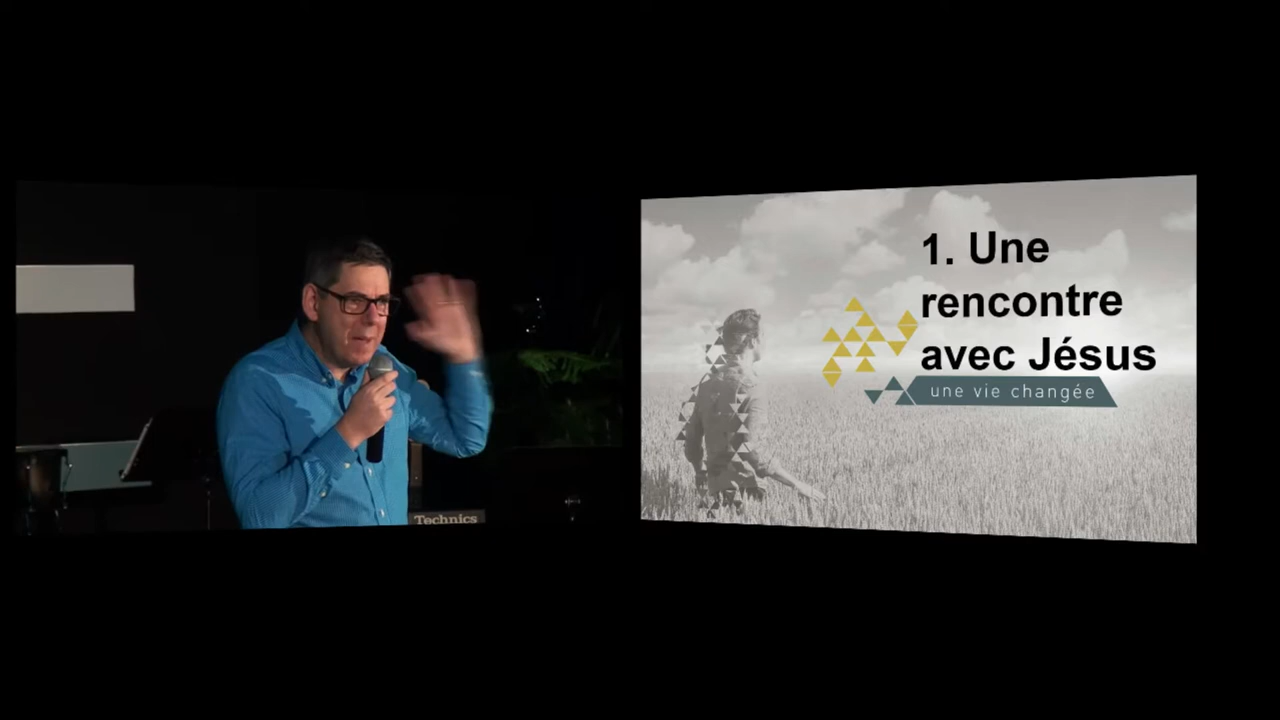 1. Une
rencontre
avec Jésus
une vie changée
Technics